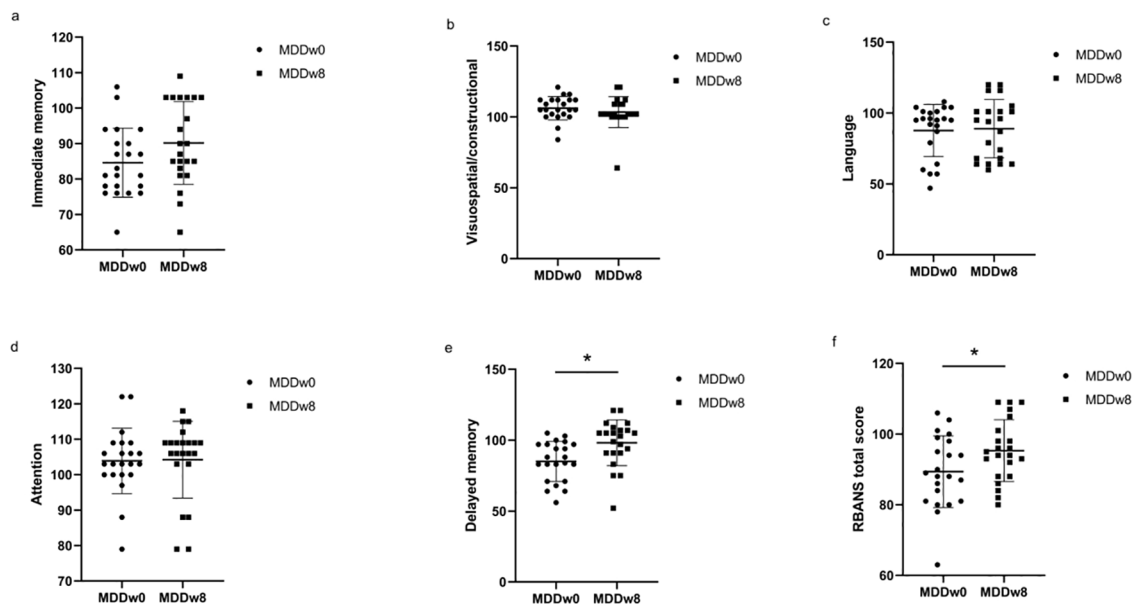 a
Immediate memory
120
110
100
90
80
70
60
MDDw0 MDDw8
MDDw0
MDDw8
b
Visuospatial/constructional
150
100
50
0
MDDw0 MDDw8
MDDw0
MDDw8
c
Language
150
100
50
0
MDDw0 MDDw8
MDDw0
MDDw8
d
Attention
130
120
110
100
90
80
70
MDDw0 MDDw8
MDDw0
MDDw8
e
Delayed memory
150
100
50
0
*
MDDw0 MDDw8
MDDw0
MDDw8
f
RBANS total score
120
100
80
60
*
MDDw0 MDDw8
MDDw0
MDDw8